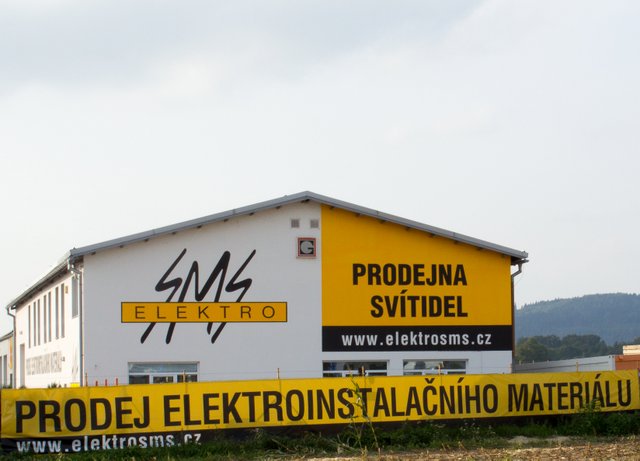 SMS
ELEKTRO
G
PRODEJNA
SVÍTIDEL
www.elektrosms.cz
PRODEJ ELEKTROINSTALAČNÍHO MATERIÁLU
www.elektrosms.cz